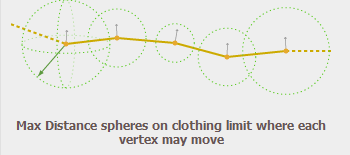 Max Distance spheres on clothing limit where each
vertex may move